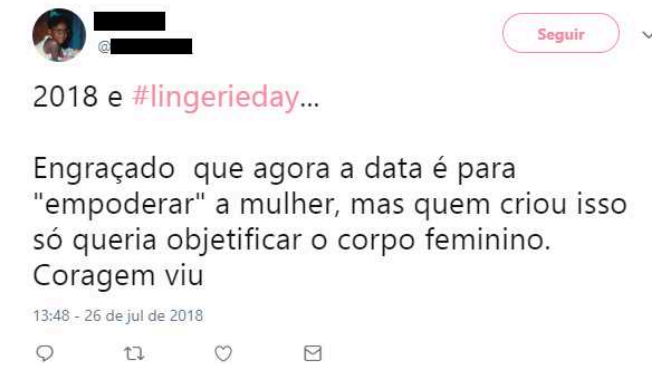 @
Seguir
2018 e #lingerieday...
Engraçado  que agora a data é para
"empoderar" a mulher, mas quem criou isso
só queria objetificar o corpo feminino.
Coragem viu
13:48 - 26 de jul de 2018